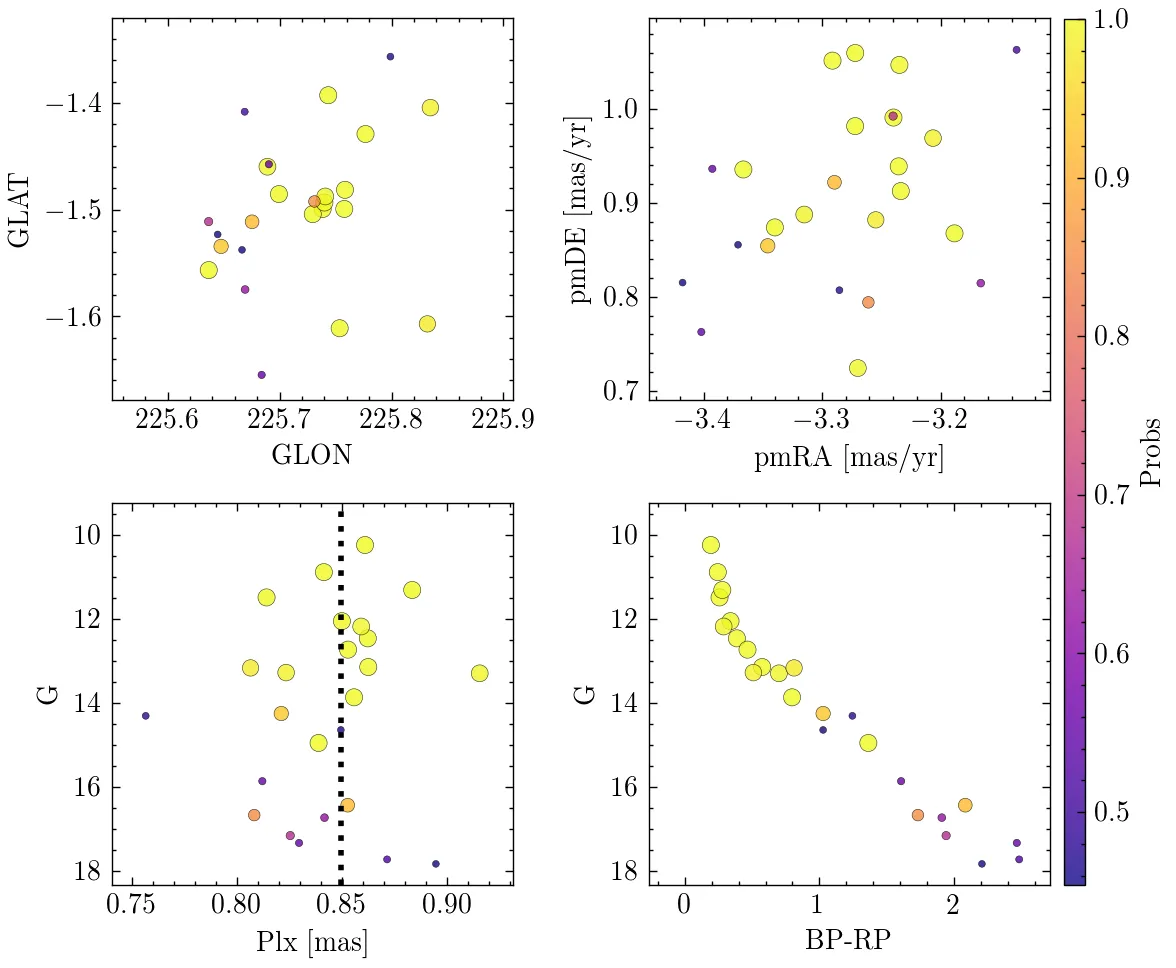 −1.4
−1.5
−1.6
GLAT
225.6 225.7 225.8 225.9
GLON
1.0
0.9
0.8
0.7
pmDE [mas/yr]
−3.4 −3.3 −3.2
pmRA [mas/yr]
10
12
14
16
18
G
0.75 0.80 0.85 0.90
Plx [mas]
10
12
14
16
18
G
0 1 2
BP-RP
1.0
0.9
0.8
0.7
0.6
0.5
Probs